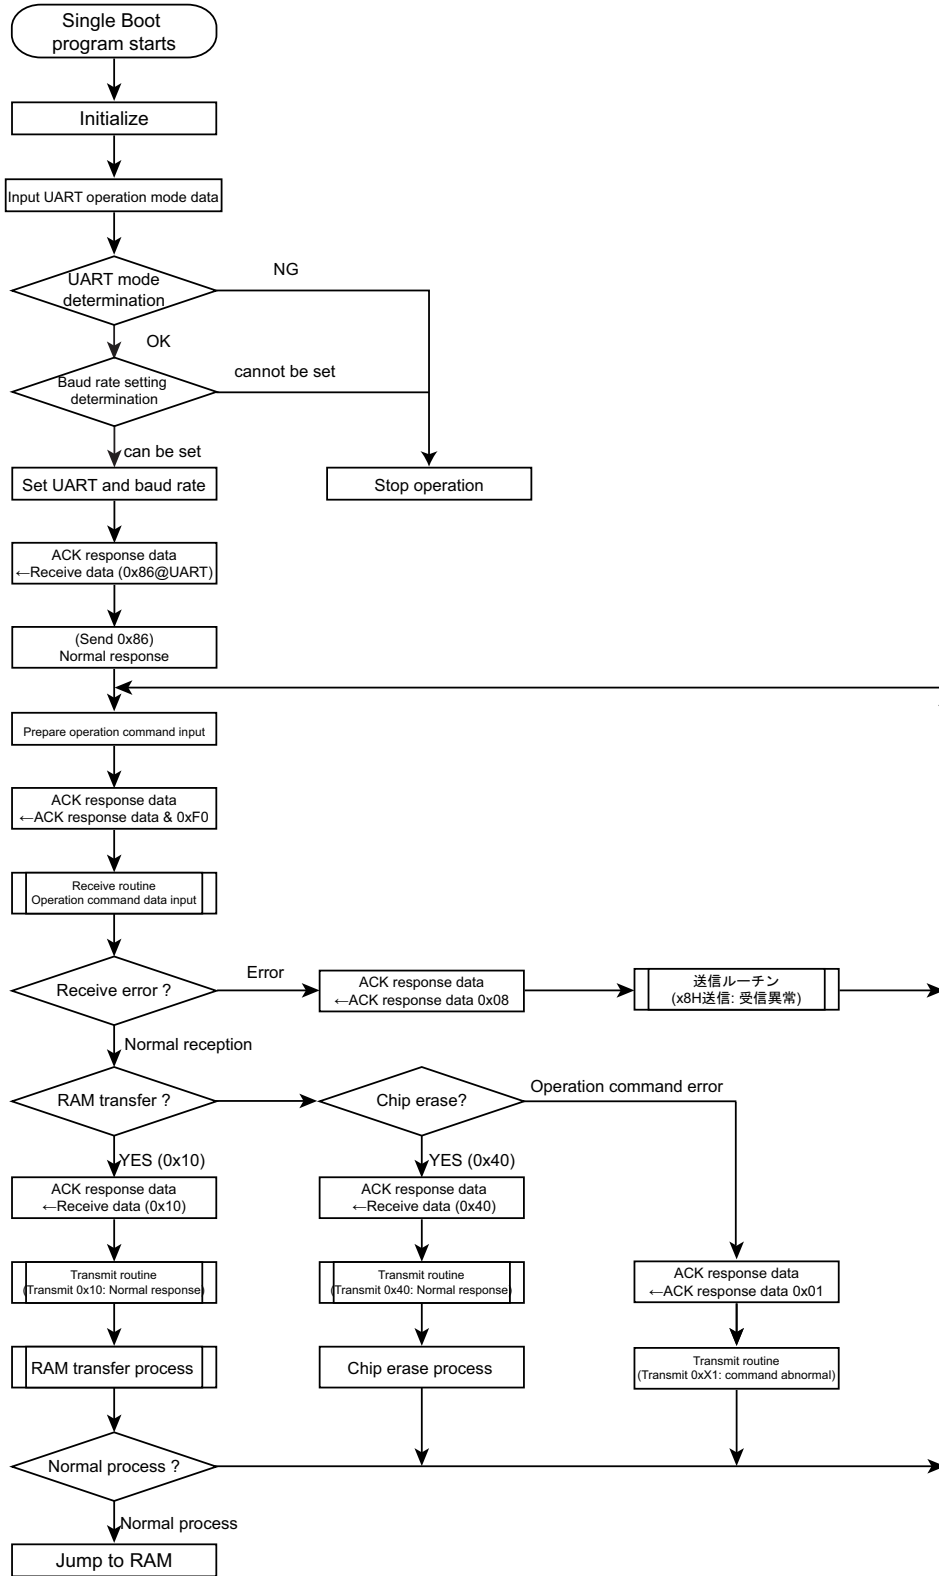 Single Boot
program starts
Initialize
Input UART operation mode data
UART mode
determination
NG
OK
Baud rate setting
determination
cannot be set
can be set
Set UART and baud rate
Stop operation
ACK response data
←Receive data (0x86@UART)
(Send 0x86)
Normal response
Prepare operation command input
ACK response data
←ACK response data & 0xF0
Receive routine
Operation command data input
Receive error ?
Error
ACK response data
←ACK response data 0x08
送信ルーチン
(x8H送信: 受信異常)
Normal reception
RAM transfer ?
Chip erase?
Operation command error
YES (0x10)
YES (0x40)
ACK response data
←Receive data (0x10)
ACK response data
←Receive data (0x40)
Transmit routine
(Transmit 0x10: Normal response)
Transmit routine
(Transmit 0x40: Normal response)
ACK response data
←ACK response data 0x01
RAM transfer process
Chip erase process
Transmit routine
(Transmit 0xX1: command abnormal)
Normal process ?
Normal process
Jump to RAM